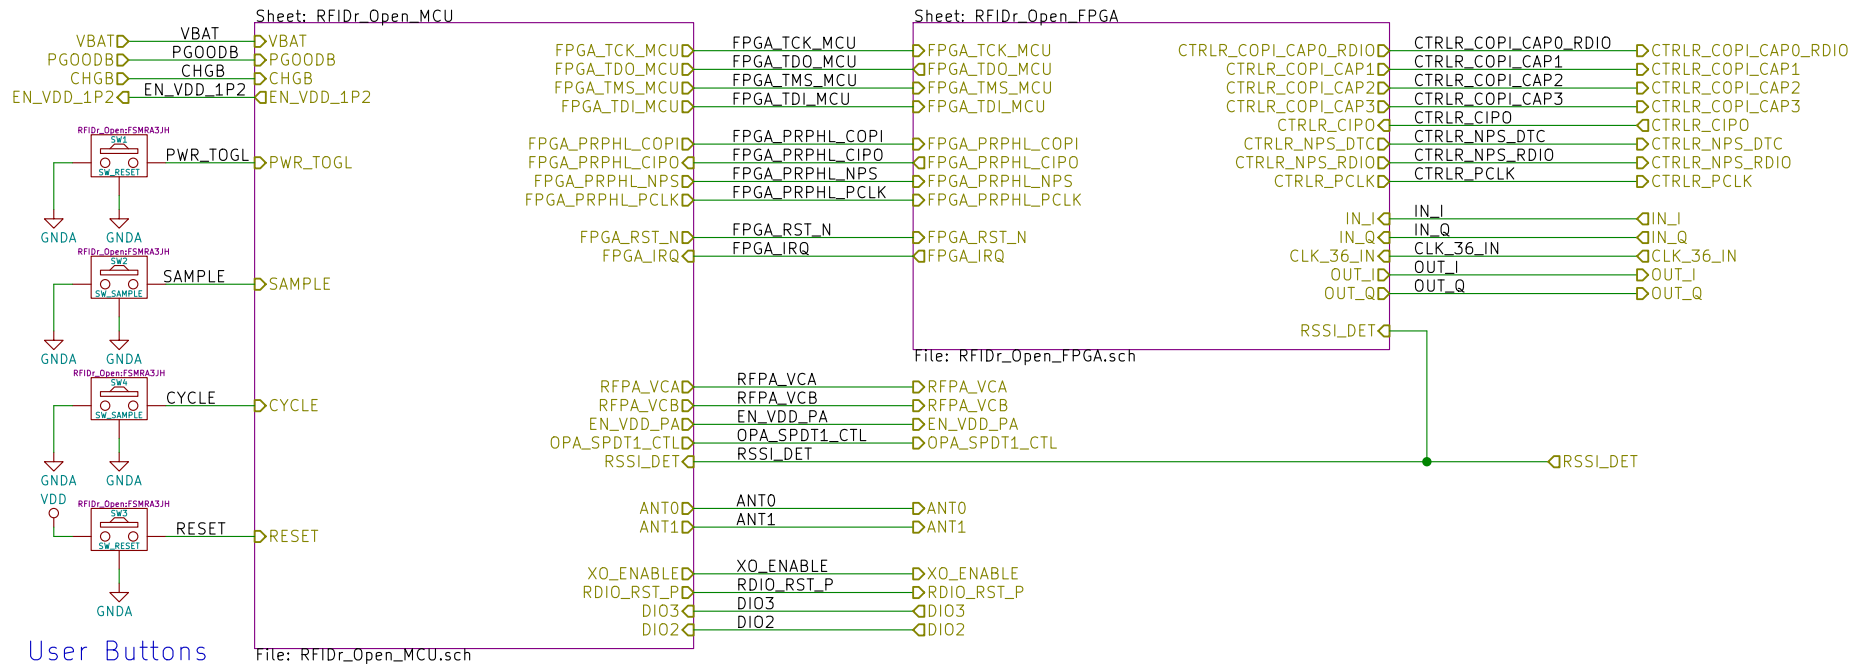 Sheet: RFIDr_Open_MCU
Sheet: RFIDr_Open_FPGA
VBAT VBAT VBAT
PGOODB PGOODB PGOODB
CHGB CHGB CHGB
EN_VDD_1P2 EN_VDD_1P2 EN_VDD_1P2
FPGA_TCK_MCU FPGA_TCK_MCU FPGA_TCK_MCU
FPGA_TDO_MCU FPGA_TDO_MCU FPGA_TDO_MCU
FPGA_TMS_MCU FPGA_TMS_MCU FPGA_TMS_MCU
FPGA_TDI_MCU FPGA_TDI_MCU FPGA_TDI_MCU
FPGA_PRPHL_COPI FPGA_PRPHL_COPI FPGA_PRPHL_COPI
FPGA_PRPHL_CIPO FPGA_PRPHL_CIPO FPGA_PRPHL_CIPO
FPGA_PRPHL_NPS FPGA_PRPHL_NPS FPGA_PRPHL_NPS
FPGA_PRPHL_PCLK FPGA_PRPHL_PCLK FPGA_PRPHL_PCLK
FPGA_RST_N FPGA_RST_N FPGA_RST_N
FPGA_IRQ FPGA_IRQ FPGA_IRQ
CTRLR_COPI_CAP0_RDIO CTRLR_COPI_CAP0_RDIO CTRLR_COPI_CAP0_RDIO
CTRLR_COPI_CAP1 CTRLR_COPI_CAP1 CTRLR_COPI_CAP1
CTRLR_COPI_CAP2 CTRLR_COPI_CAP2 CTRLR_COPI_CAP2
CTRLR_COPI_CAP3 CTRLR_COPI_CAP3 CTRLR_COPI_CAP3
CTRLR_CIPO CTRLR_CIPO CTRLR_CIPO
CTRLR_NPS_DTC CTRLR_NPS_DTC CTRLR_NPS_DTC
CTRLR_NPS_RDIO CTRLR_NPS_RDIO CTRLR_NPS_RDIO
CTRLR_PCLK CTRLR_PCLK CTRLR_PCLK
IN_I IN_I IN_I
IN_Q IN_Q IN_Q
CLK_36_IN CLK_36_IN CLK_36_IN
OUT_I OUT_I OUT_I
OUT_Q OUT_Q OUT_Q
RSSI_DET
File: RFIDr_Open_FPGA.sch
RFIDr_Open:FSMRA3JH
SW1
SW_RESET
PWR_TOGL PWR_TOGL
GNDA GNDA
RFIDr_Open:FSMRA3JH
SW2
SW_SAMPLE
SAMPLE SAMPLE
GNDA GNDA
RFIDr_Open:FSMRA3JH
SW4
SW_SAMPLE
CYCLE CYCLE
GNDA GNDA
VDD
RFIDr_Open:FSMRA3JH
SW3
SW_RESET
RESET RESET
GNDA
RFPA_VCA RFPA_VCA RFPA_VCA
RFPA_VCB RFPA_VCB RFPA_VCB
EN_VDD_PA EN_VDD_PA EN_VDD_PA
OPA_SPDT1_CTL OPA_SPDT1_CTL OPA_SPDT1_CTL
RSSI_DET RSSI_DET RSSI_DET
ANT0 ANT0 ANT0
ANT1 ANT1 ANT1
XO_ENABLE XO_ENABLE XO_ENABLE
RDIO_RST_P RDIO_RST_P RDIO_RST_P
DIO3 DIO3 DIO3
DIO2 DIO2 DIO2
User Buttons
File: RFIDr_Open_MCU.sch